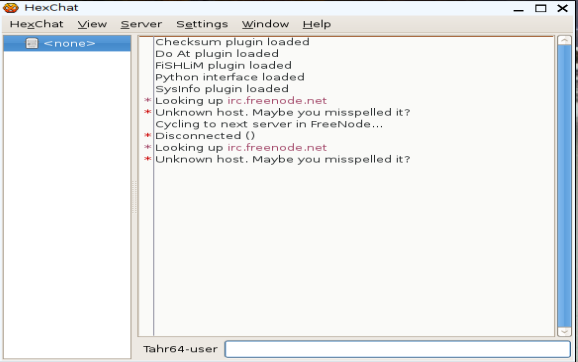 HexChat
HexChat View Server Settings Window Help
<none>
Checksum plugin loaded
Do At plugin loaded
FiSHLiM plugin loaded
Python interface loaded
SysInfo plugin loaded
* Looking up irc.freenode.net
* Unknown host. Maybe you misspelled it?
Cycling to next server in FreeNode...
* Disconnected ()
* Looking up irc.freenode.net
* Unknown host. Maybe you misspelled it?
Tahr64-user